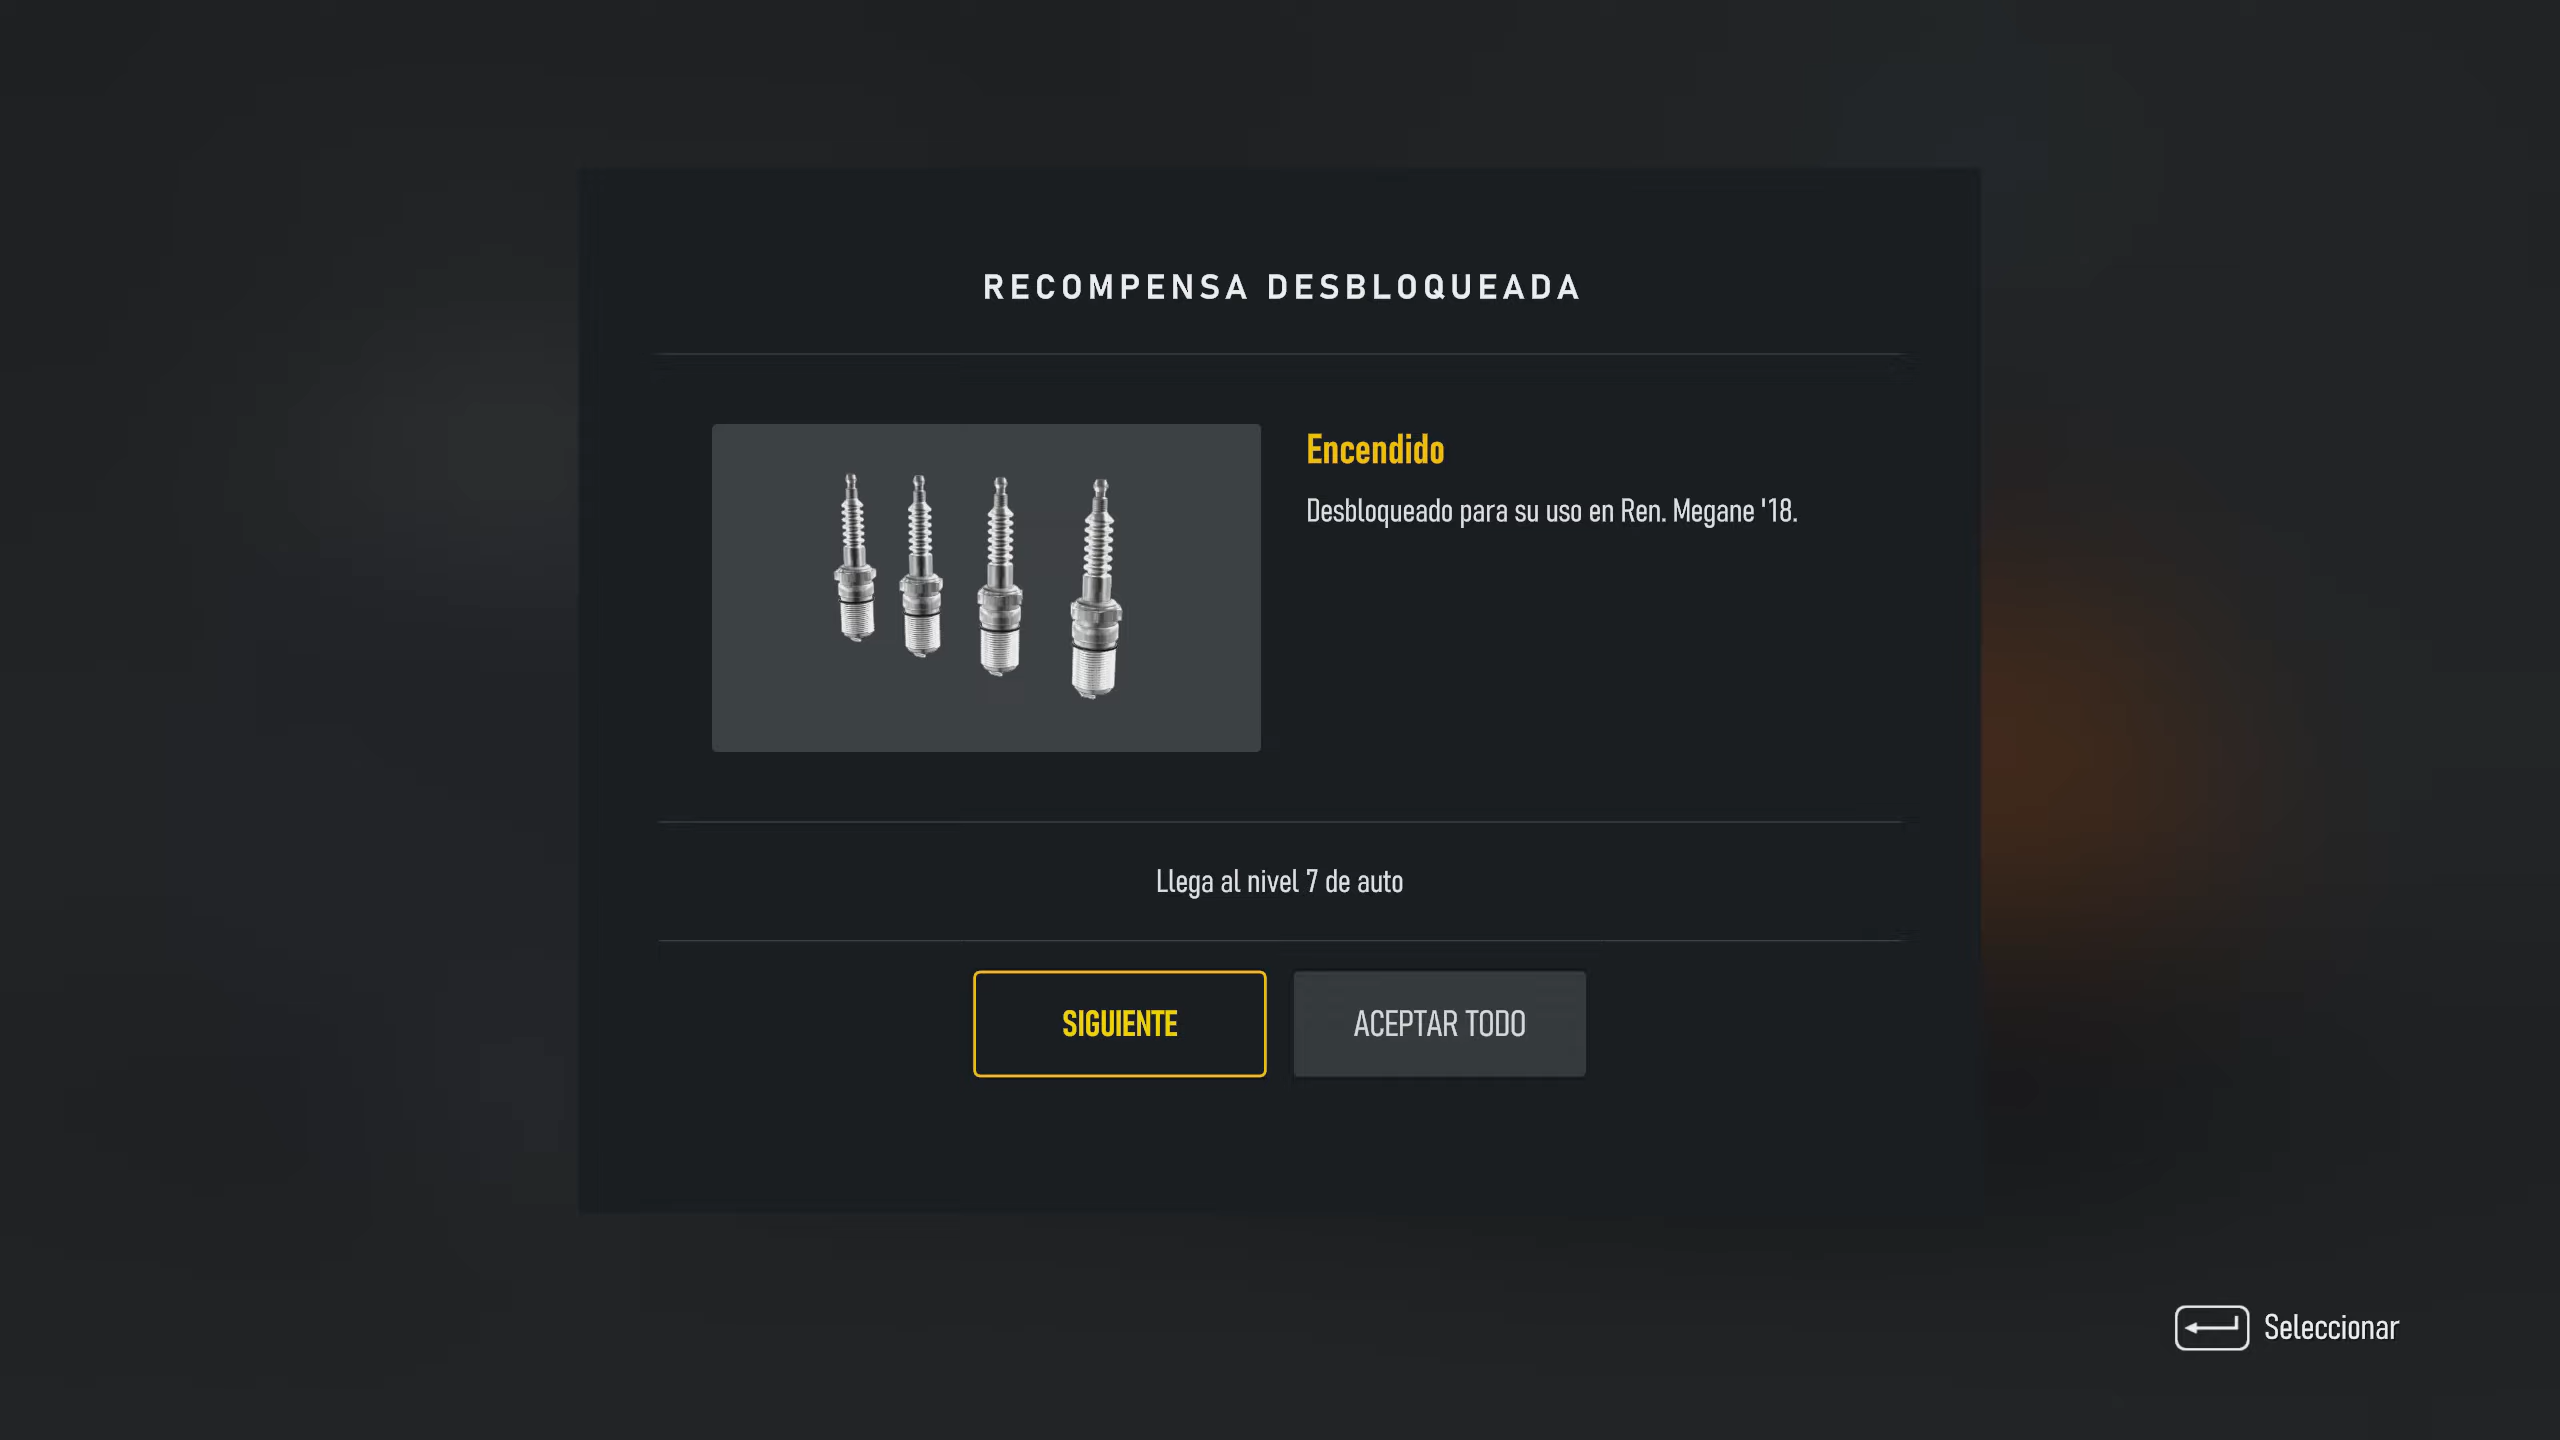 RECOMPENSA DESBLOQUEADA
Encendido
Desbloqueado para su uso en Ren. Megane '18.
Llega al nivel 7 de auto
SIGUIENTE
ACEPTAR TODO
Seleccionar